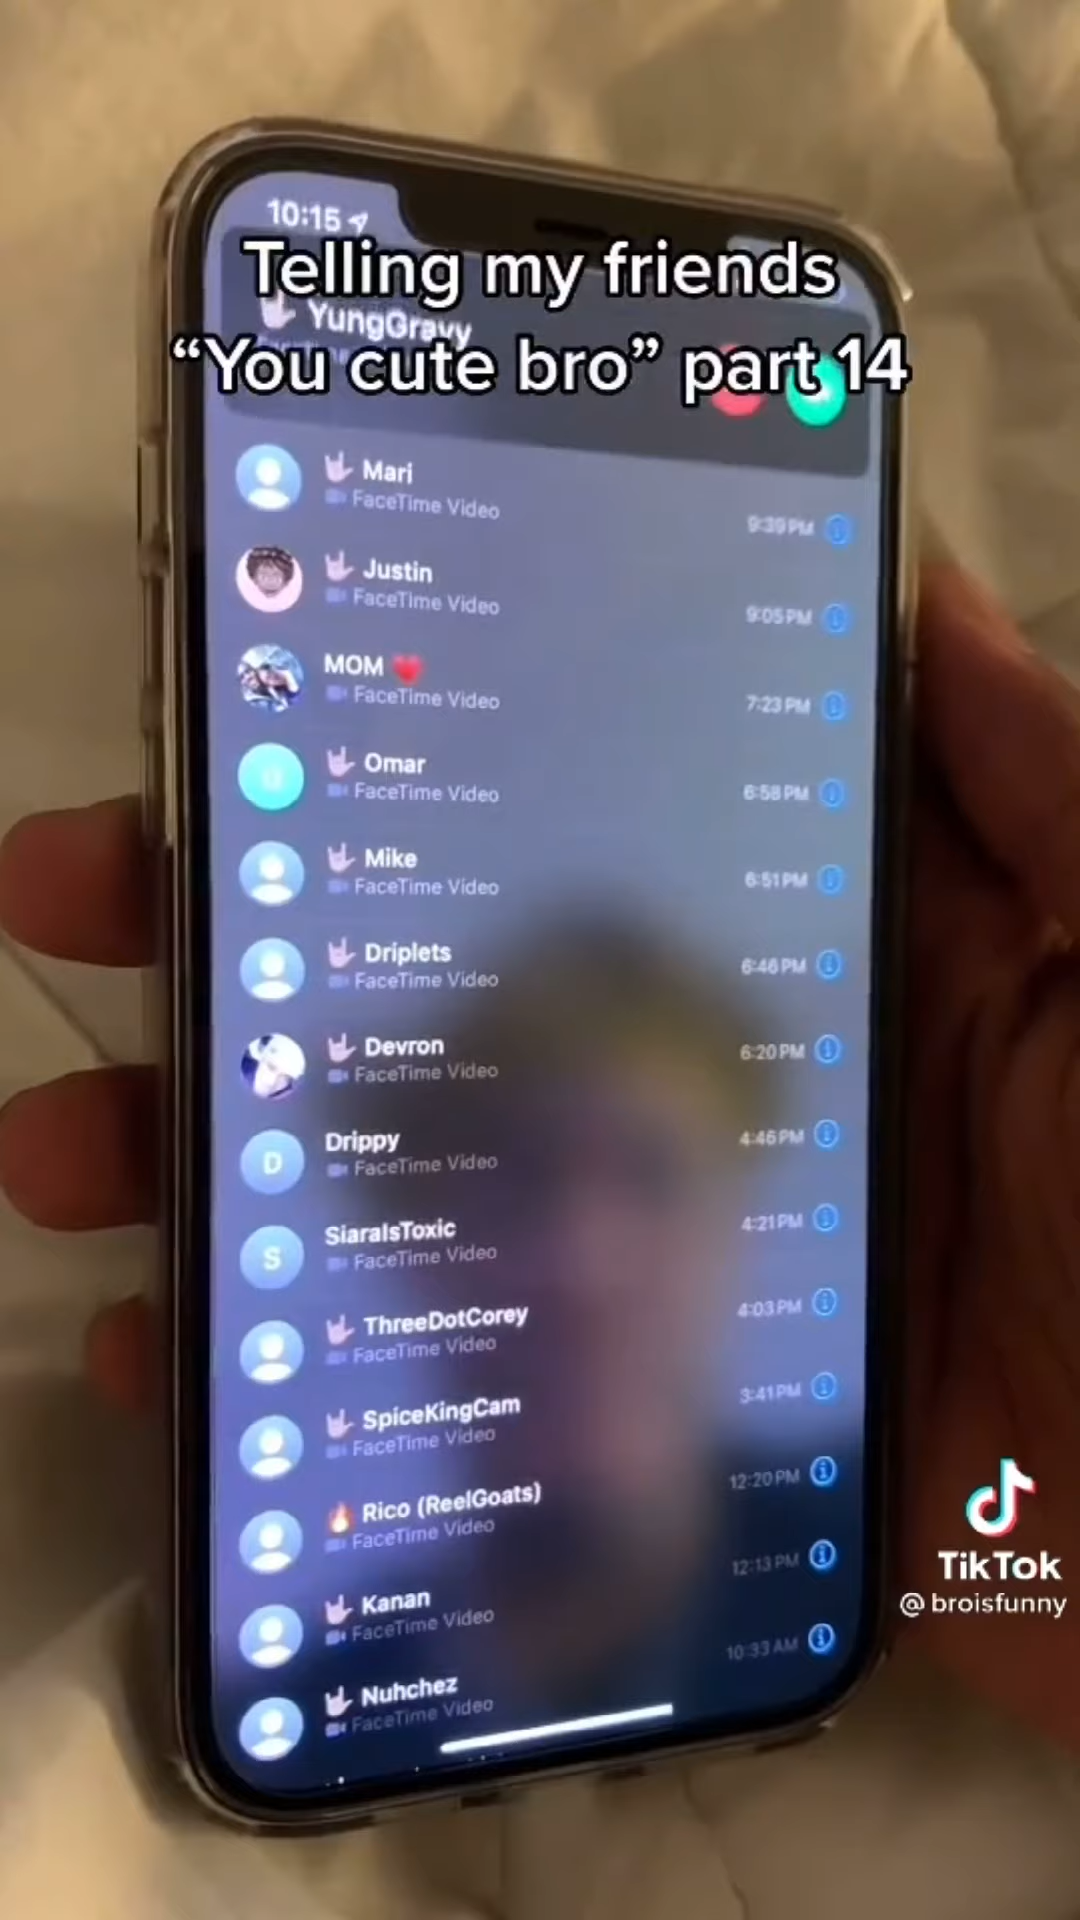 10:15
Telling my friends
🤟 YungGravy
“You cute bro” part 14
🤟 Mari
FaceTime Video
9:39 PM
🤟 Justin
FaceTime Video
9:05 PM
MOM ❤️
FaceTime Video
7:23 PM
🤟 Omar
FaceTime Video
6:58 PM
🤟 Mike
FaceTime Video
6:51 PM
🤟 Driplets
FaceTime Video
6:46 PM
🤟 Devron
FaceTime Video
6:20 PM
D
Drippy
FaceTime Video
4:46 PM
S
SiaraIsToxic
FaceTime Video
4:21 PM
🤟 ThreeDotCorey
FaceTime Video
4:03 PM
🤟 SpiceKingCam
FaceTime Video
3:41 PM
🔥 Rico (ReelGoats)
FaceTime Video
12:20 PM
🤟 Kanan
FaceTime Video
12:13 PM
🤟 Nuhchez
FaceTime Video
10:33 AM
TikTok
@broisfunny